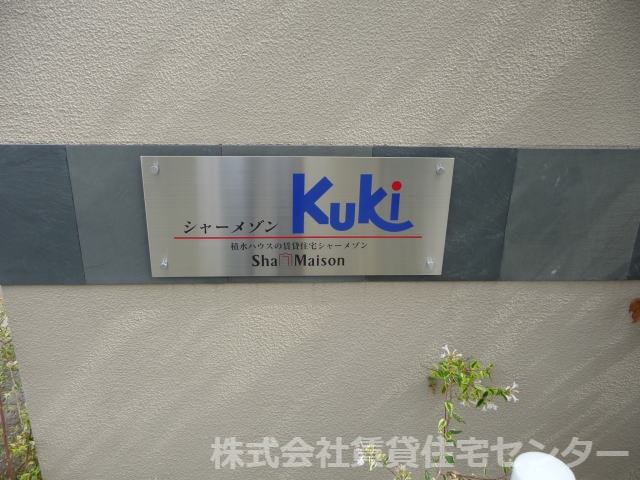 シャーメゾン Kuki
積水ハウスの賃貸住宅シャーメゾン
Sha Maison
株式会社賃貸住宅センター